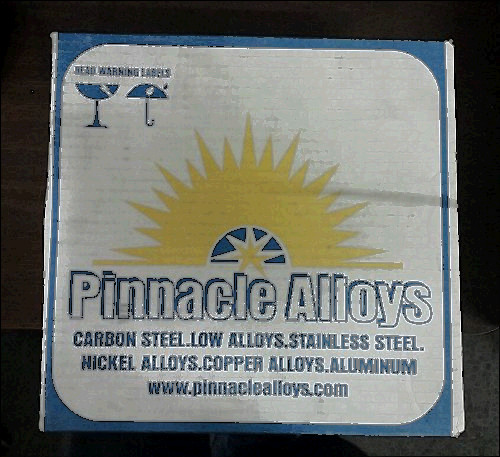 READ WARNING LABELS
Pinnacle Alloys
CARBON STEEL.LOW ALLOYS.STAINLESS STEEL.
NICKEL ALLOYS.COPPER ALLOYS.ALUMINUM
www.pinnaclealloys.com